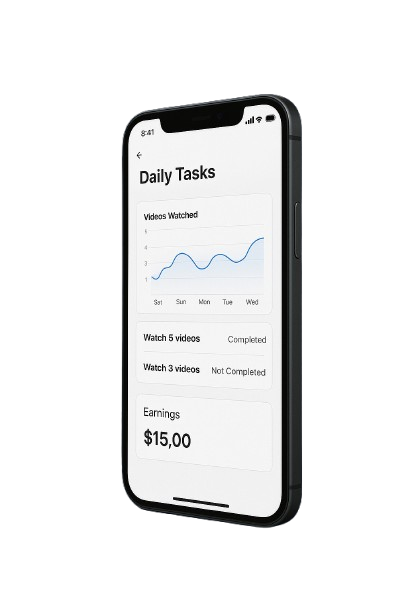 8:41
Daily Tasks
Videos Watched
5
4
3
1
Sat Sun Mon Tue Wed
Watch 5 videos Completed
Watch 3 videos Not Completed
Earnings
$15,00